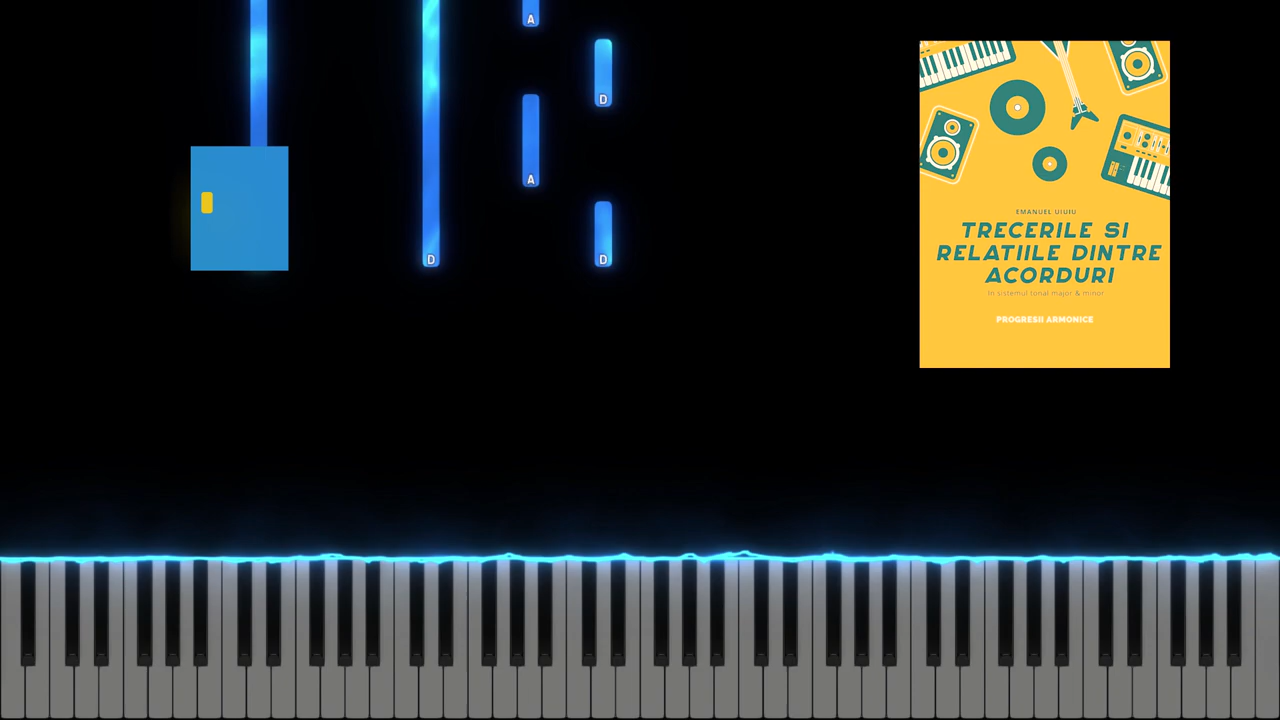 A
D
A
D
D
EMANUEL UIUIU
TRECERILE SI
RELATIILE DINTRE
ACORDURI
In sistemul tonal major & minor
PROGRESII ARMONICE